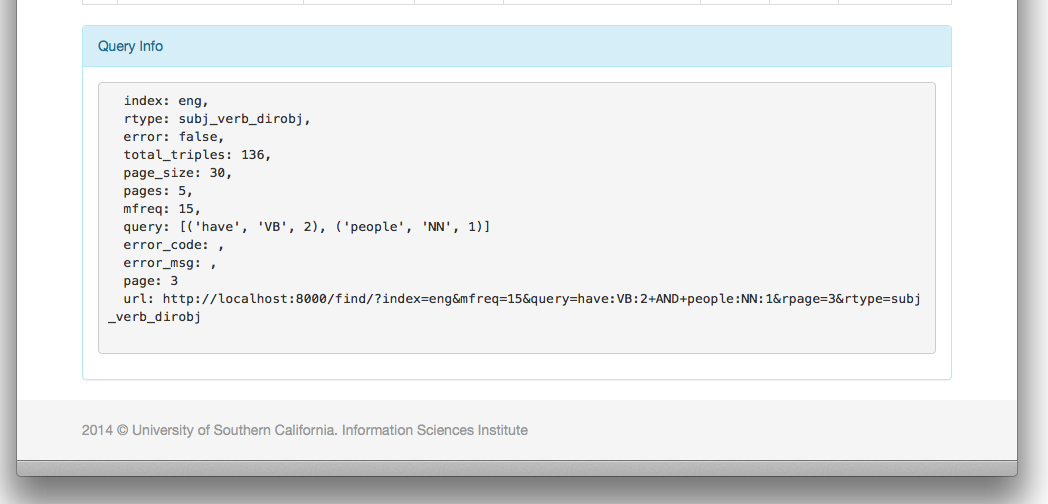 Query Info
index: eng,
rtype: subj_verb_dirobj,
error: false,
total_triples: 136,
page_size: 30,
pages: 5,
mfreq: 15,
query: [('have', 'VB', 2), ('people', 'NN', 1)]
error_code: ,
error_msg: ,
page: 3
url: http://localhost:8000/find/?index=eng&mfreq=15&query=have:VB:2+AND+people:NN:1&rpage=3&rtype=subj
_verb_dirobj
2014 © University of Southern California. Information Sciences Institute